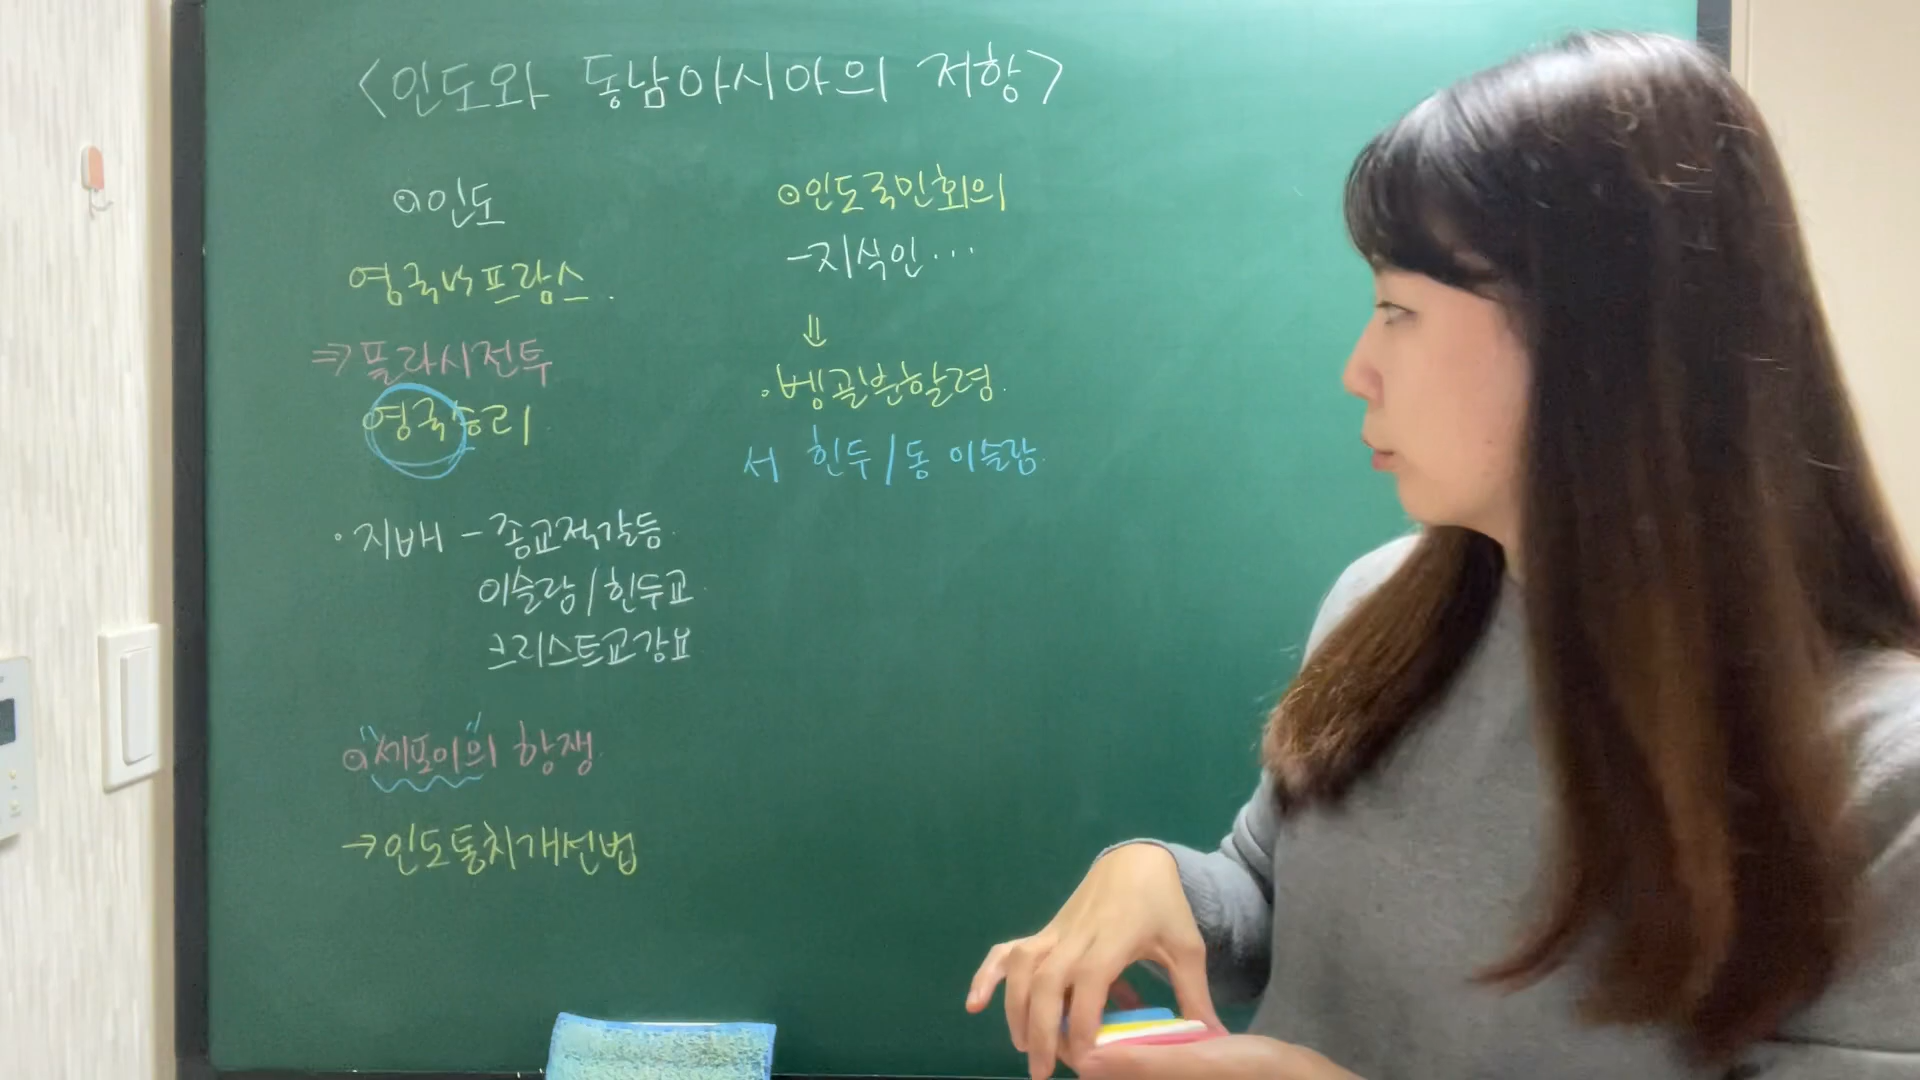 <인도와 동남아시아의 저항>
⊙인도
영국vs프랑스.
⇒플라시전투
영국승리.
·지배 - 종교적갈등.
이슬람/힌두교.
크리스트교강요
⊙"세포이"의 항쟁.
→인도통치개선법
⊙인도국민회의
-지식인...
⇓
·벵골분할령.
서 힌두/동 이슬람.